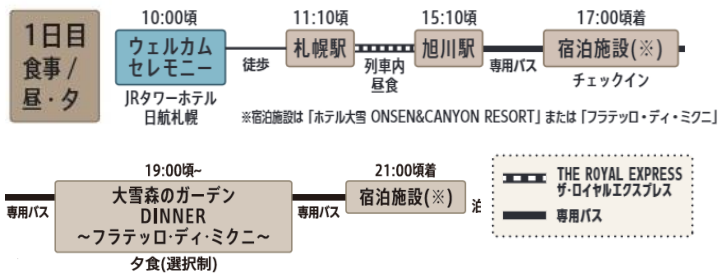 1日目
食事 /
昼・夕
10:00頃
ウェルカム
セレモニー
JRタワーホテル
日航札幌
徒歩
11:10頃
札幌駅
列車内
昼食
15:10頃
旭川駅
専用バス
17:00頃着
宿泊施設(※)
チェックイン
※宿泊施設は「ホテル大雪 ONSEN&CANYON RESORT」または「フラテッロ・ディ・ミクニ」
専用バス
19:00頃~
大雪森のガーデン
DINNER
～フラテッロ・ディ・ミクニ～
夕食(選択制)
専用バス
21:00頃着
宿泊施設(※)
泊
THE ROYAL EXPRESS
ザ・ロイヤルエクスプレス
専用バス